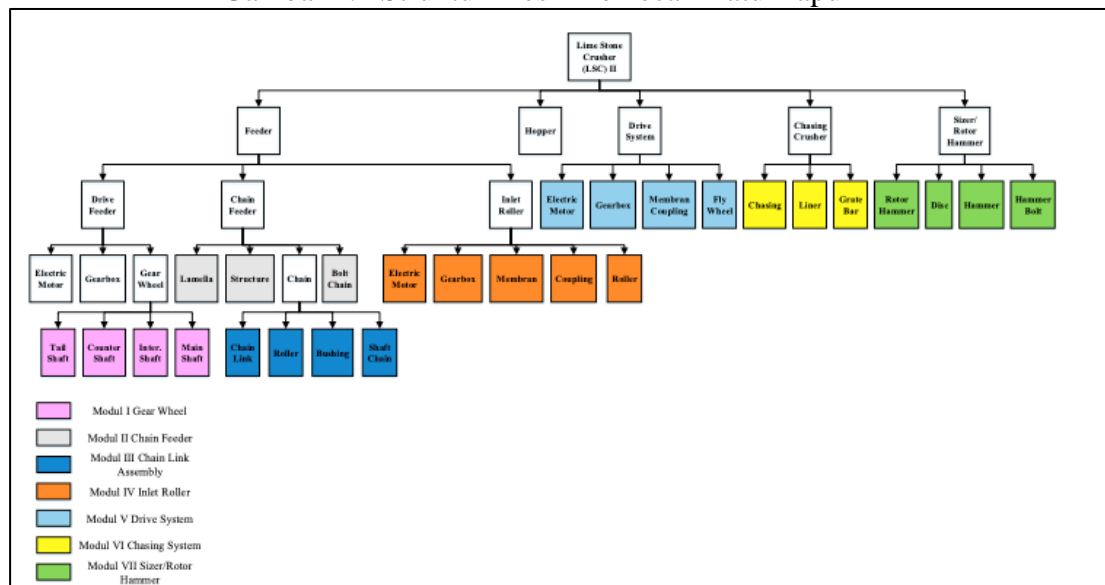 Lime Stone
Crusher
(LSC) II
Feeder
Hopper
Drive
System
Chasing
Crusher
Sizer/
Rotor
Hammer
Drive
Feeder
Chain
Feeder
Inlet
Roller
Electric
Motor
Gearbox
Membran
Coupling
Fly
Wheel
Chasing
Liner
Grate
Bar
Rotor
Hammer
Disc
Hammer
Hammer
Bolt
Electric
Motor
Gearbox
Gear
Wheel
Lamella
Structure
Chain
Bolt
Chain
Electric
Motor
Gearbox
Membran
Coupling
Roller
Tail
Shaft
Counter
Shaft
Inter.
Shaft
Main
Shaft
Chain
Link
Roller
Bushing
Shaft
Chain
Modul I Gear Wheel
Modul II Chain Feeder
Modul III Chain Link
Assembly
Modul IV Inlet Roller
Modul V Drive System
Modul VI Chasing System
Modul VII Sizer/Rotor
Hammer